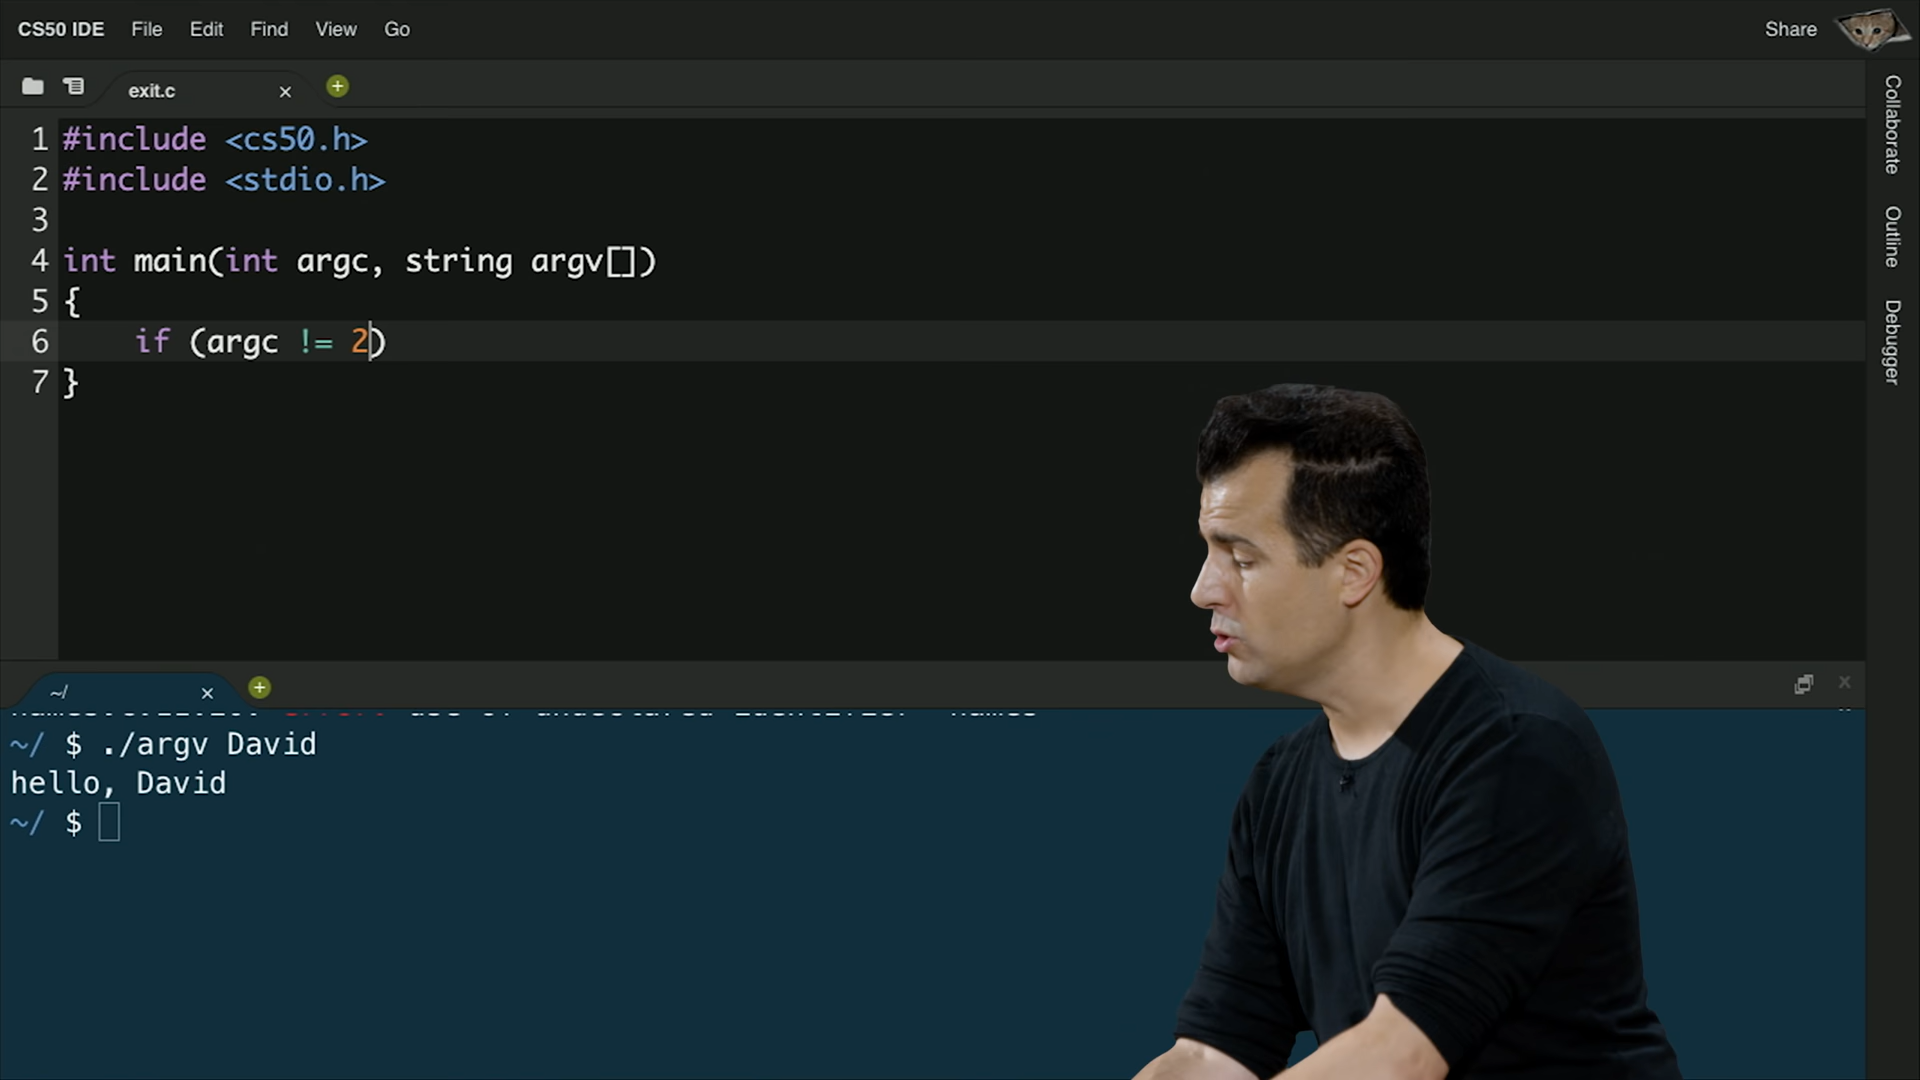 CS50 IDE File Edit Find View Go Share
exit.c
1 #include <cs50.h>
2 #include <stdio.h>
3
4 int main(int argc, string argv[])
5 {
6 if (argc != 2)
7 }
Collaborate
Outline
Debugger
~/
~/ $ ./argv David
hello, David
~/ $